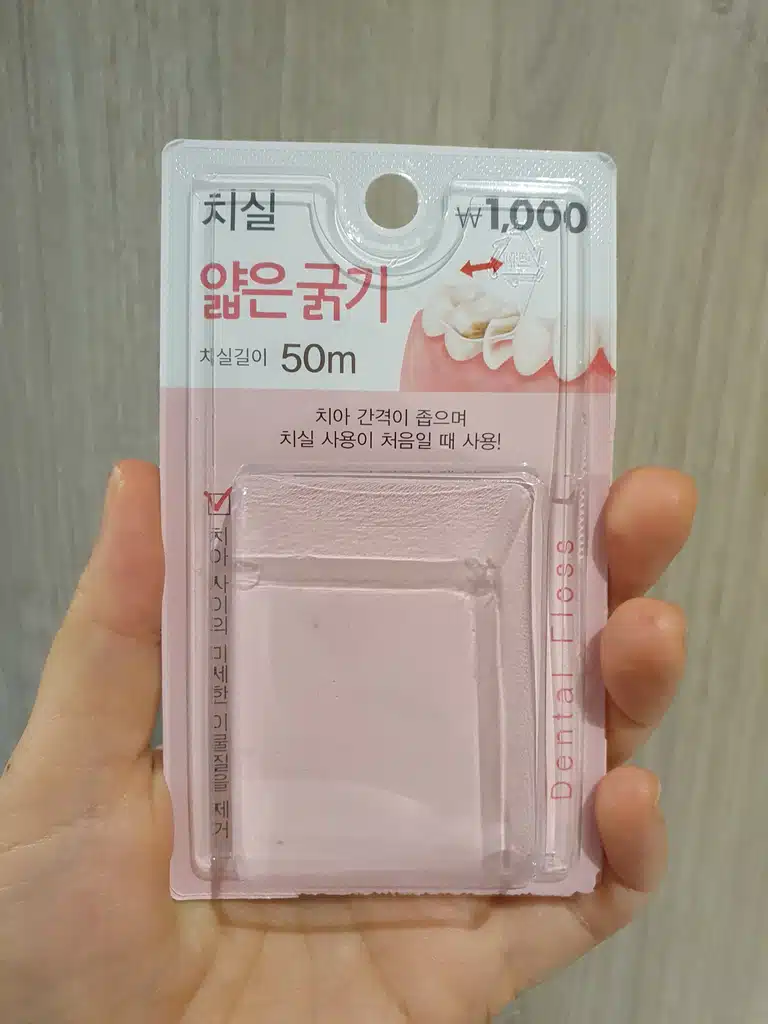 치실
₩1,000
얇은굵기
치실길이 50m
치아 간격이 좁으며
치실 사용이 처음일 때 사용!
치아 사이의 미세한 이물질을 제거
Dental Floss